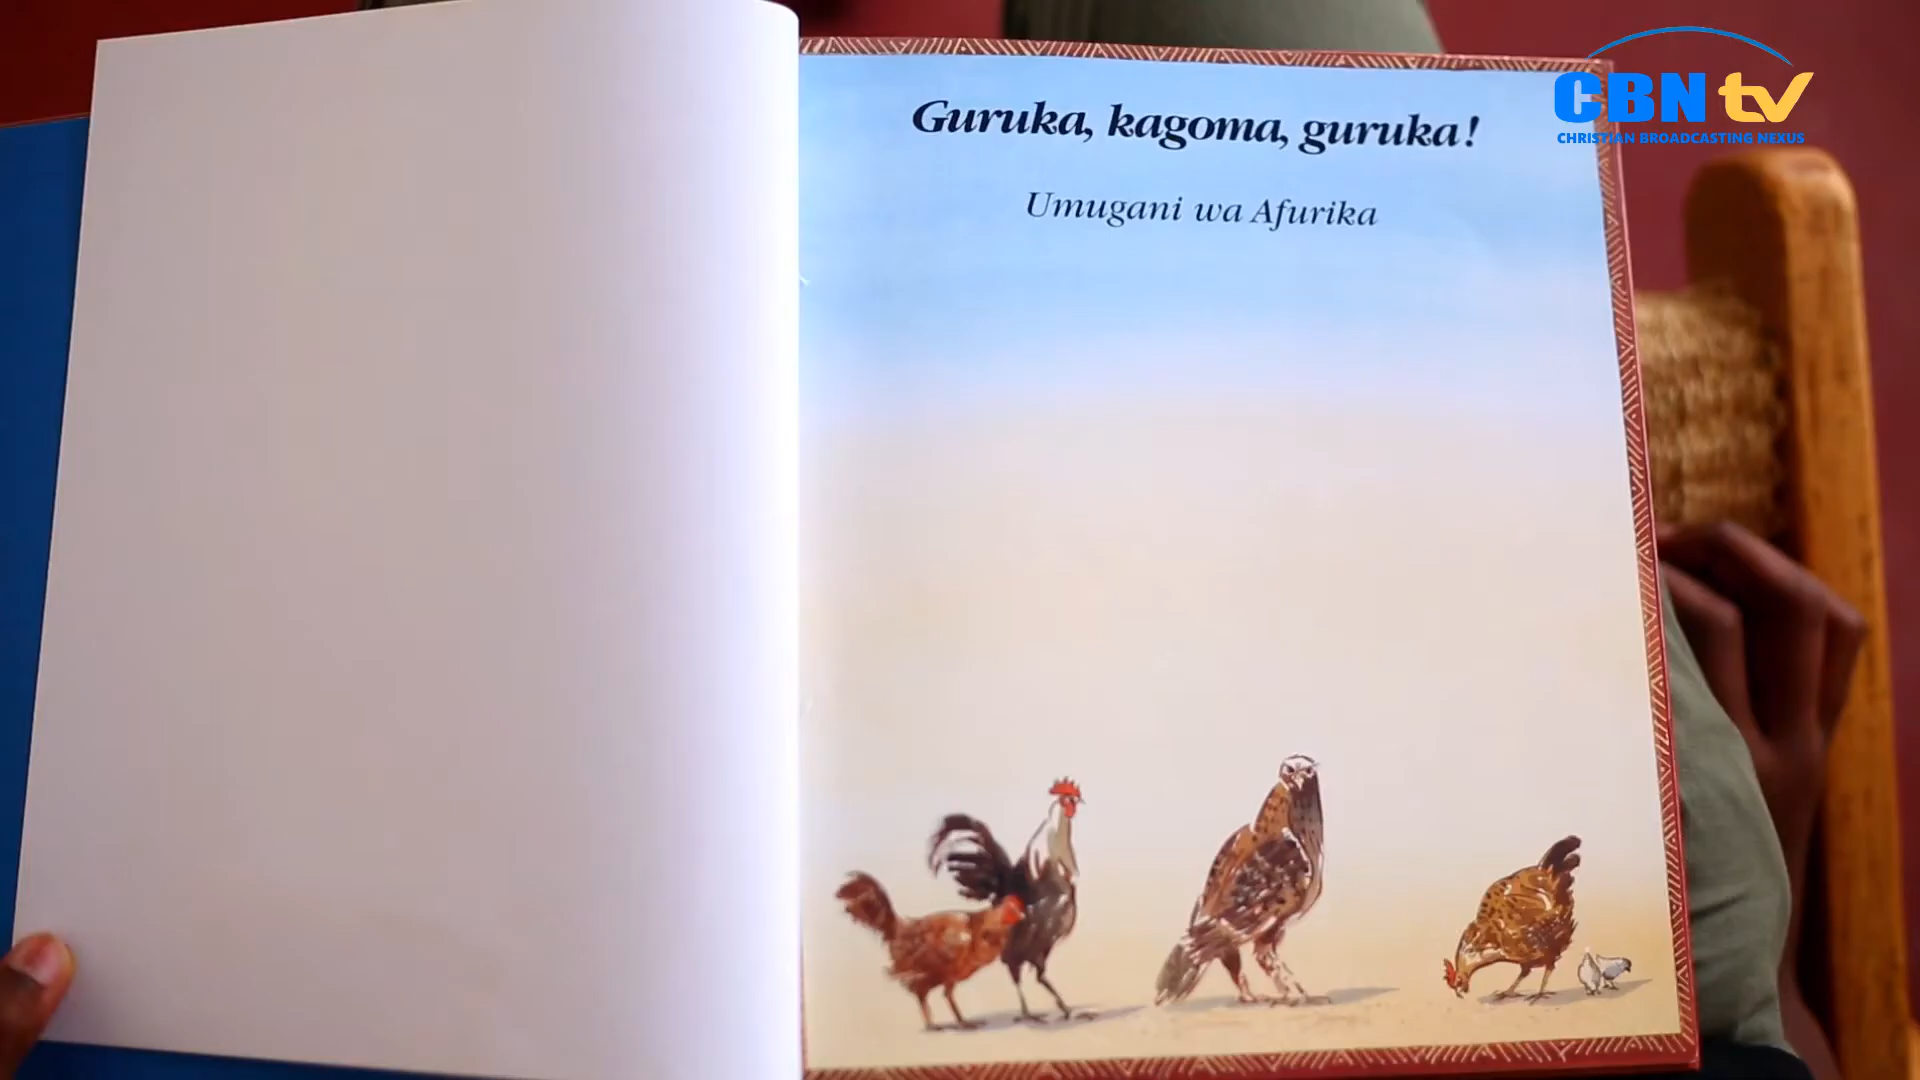 Guruka, kagoma, guruka!
Umugani wa Afurika
CBN tv
CHRISTIAN BROADCASTING NEXUS